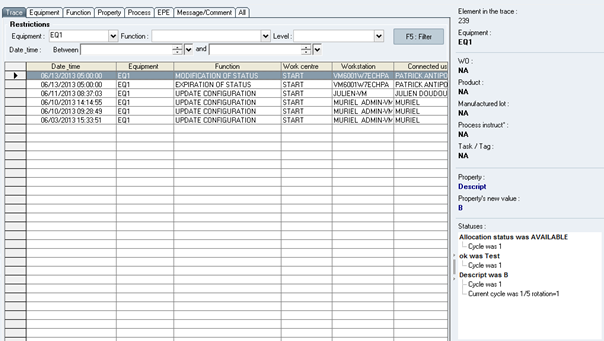 Trace Equipment Function Property Process EPE Message/Comment All
Restrictions
Equipment : EQ1 Function : Level : F5 : Filter
Date_time : Between and
Date_time Equipment Function Work centre Workstation Connected us
06/13/2013 05:00:00 EQ1 MODIFICATION OF STATUS START VM6001W7ECHPA PATRICK ANTIPO
06/13/2013 05:00:00 EQ1 EXPIRATION OF STATUS START VM6001W7ECHPA PATRICK ANTIPO
06/11/2013 08:37:03 EQ1 UPDATE CONFIGURATION START JULIEN-VM JULIEN DOUDOU
06/10/2013 14:14:55 EQ1 UPDATE CONFIGURATION START MURIEL_ADMIN-VM MURIEL
06/10/2013 09:28:49 EQ1 UPDATE CONFIGURATION START MURIEL_ADMIN-VM MURIEL
06/03/2013 15:33:51 EQ1 UPDATE CONFIGURATION START MURIEL_ADMIN-VM MURIEL
Element in the trace :
239
Equipment :
EQ1
WO :
NA
Product :
NA
Manufactured lot :
NA
Process instruct° :
NA
Task / Tag :
NA
Property :
Descript
Property's new value :
B
Statuses :
Allocation status was AVAILABLE
Cycle was 1
ok was Test
Cycle was 1
Descript was B
Cycle was 1
Current cycle was 1/5 rotation=1